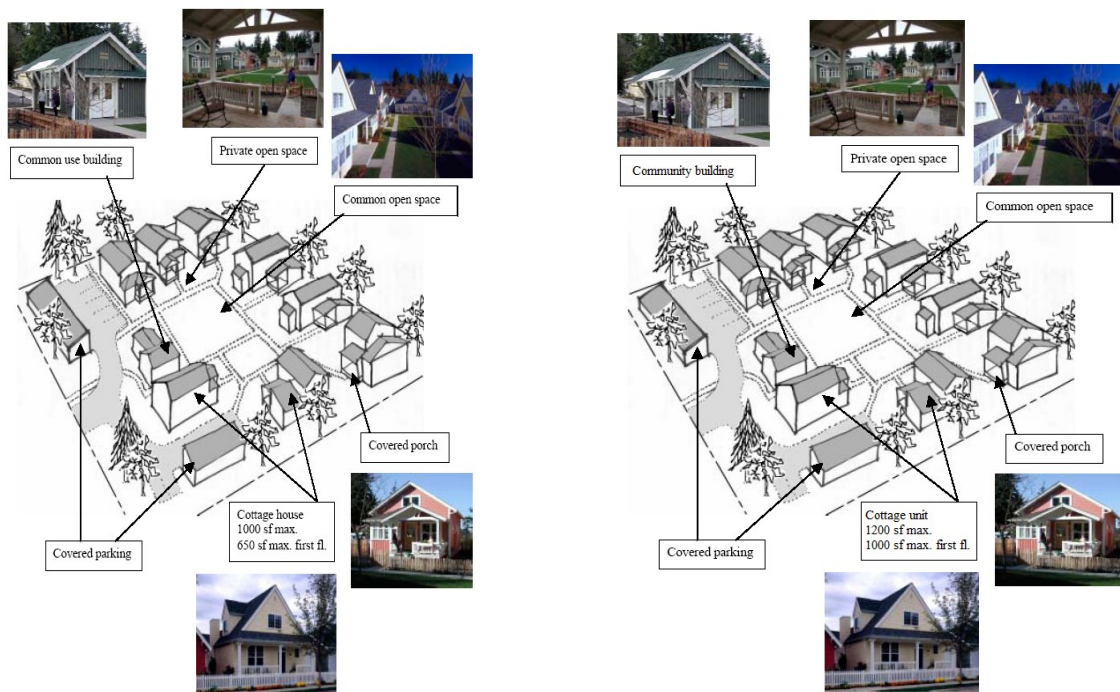 Common use building
Private open space
Common open space
Covered porch
Cottage house
1000 sf max.
650 sf max. first fl.
Covered parking
Community building
Private open space
Common open space
Covered porch
Cottage unit
1200 sf max.
1000 sf max. first fl.
Covered parking